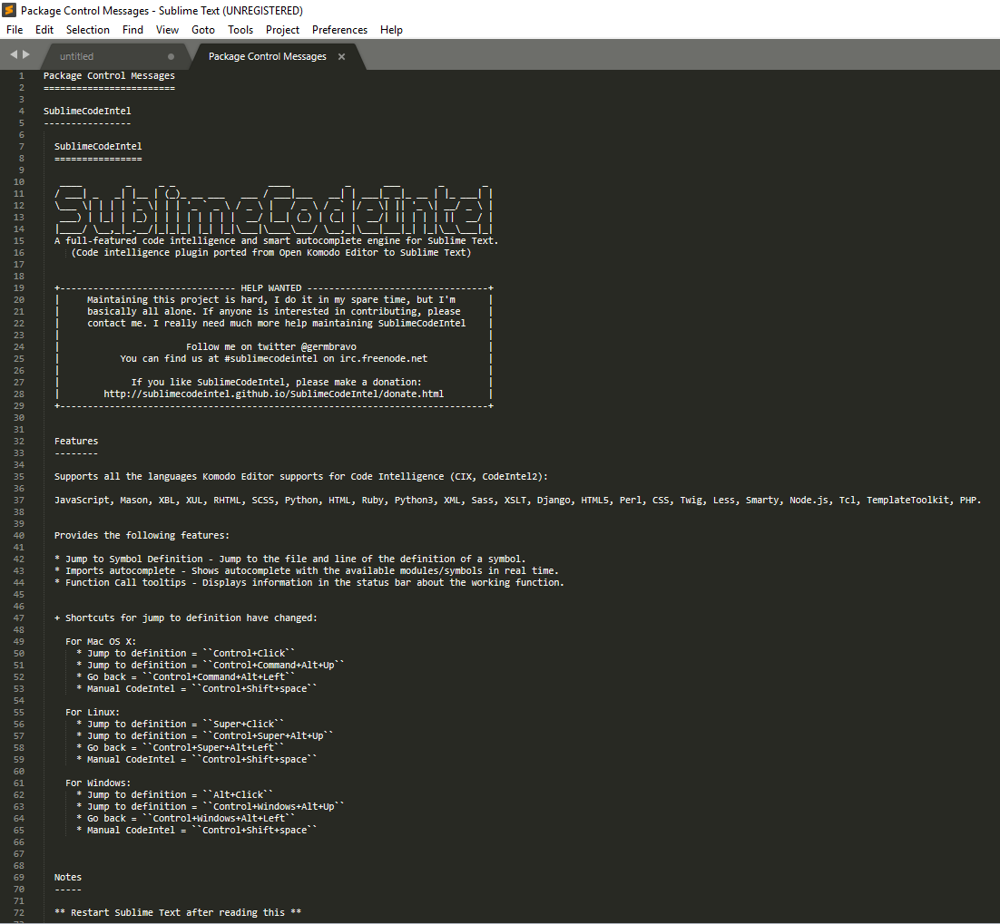 Package Control Messages - Sublime Text (UNREGISTERED)
File Edit Selection Find View Goto Tools Project Preferences Help
untitled Package Control Messages
1 Package Control Messages
2 ========================
3
4 SublimeCodeIntel
5 ----------------
6
7 SublimeCodeIntel
8 ================
9
10
11
12
13
14
SublimeCodeIntel
15 A full-featured code intelligence and smart autocomplete engine for Sublime Text.
16 (Code intelligence plugin ported from Open Komodo Editor to Sublime Text)
17
18
19 +-------------------------------- HELP WANTED ---------------------------------+
20 | Maintaining this project is hard, I do it in my spare time, but I'm |
21 | basically all alone. If anyone is interested in contributing, please |
22 | contact me. I really need much more help maintaining SublimeCodeIntel |
23 | |
24 | Follow me on twitter @germbravo |
25 | You can find us at #sublimecodeintel on irc.freenode.net |
26 | |
27 | If you like SublimeCodeIntel, please make a donation: |
28 | http://sublimecodeintel.github.io/SublimeCodeIntel/donate.html |
29 +------------------------------------------------------------------------------+
30
31
32 Features
33 --------
34
35 Supports all the languages Komodo Editor supports for Code Intelligence (CIX, CodeIntel2):
36
37 JavaScript, Mason, XBL, XUL, RHTML, SCSS, Python, HTML, Ruby, Python3, XML, Sass, XSLT, Django, HTML5, Perl, CSS, Twig, Less, Smarty, Node.js, Tcl, TemplateToolkit, PHP.
38
39
40 Provides the following features:
41
42 * Jump to Symbol Definition - Jump to the file and line of the definition of a symbol.
43 * Imports autocomplete - Shows autocomplete with the available modules/symbols in real time.
44 * Function Call tooltips - Displays information in the status bar about the working function.
45
46
47 + Shortcuts for jump to definition have changed:
48
49 For Mac OS X:
50 * Jump to definition = ``Control+Click``
51 * Jump to definition = ``Control+Command+Alt+Up``
52 * Go back = ``Control+Command+Alt+Left``
53 * Manual CodeIntel = ``Control+Shift+space``
54
55 For Linux:
56 * Jump to definition = ``Super+Click``
57 * Jump to definition = ``Control+Super+Alt+Up``
58 * Go back = ``Control+Super+Alt+Left``
59 * Manual CodeIntel = ``Control+Shift+space``
60
61 For Windows:
62 * Jump to definition = ``Alt+Click``
63 * Jump to definition = ``Control+Windows+Alt+Up``
64 * Go back = ``Control+Windows+Alt+Left``
65 * Manual CodeIntel = ``Control+Shift+space``
66
67
68
69 Notes
70 -----
71
72 ** Restart Sublime Text after reading this **